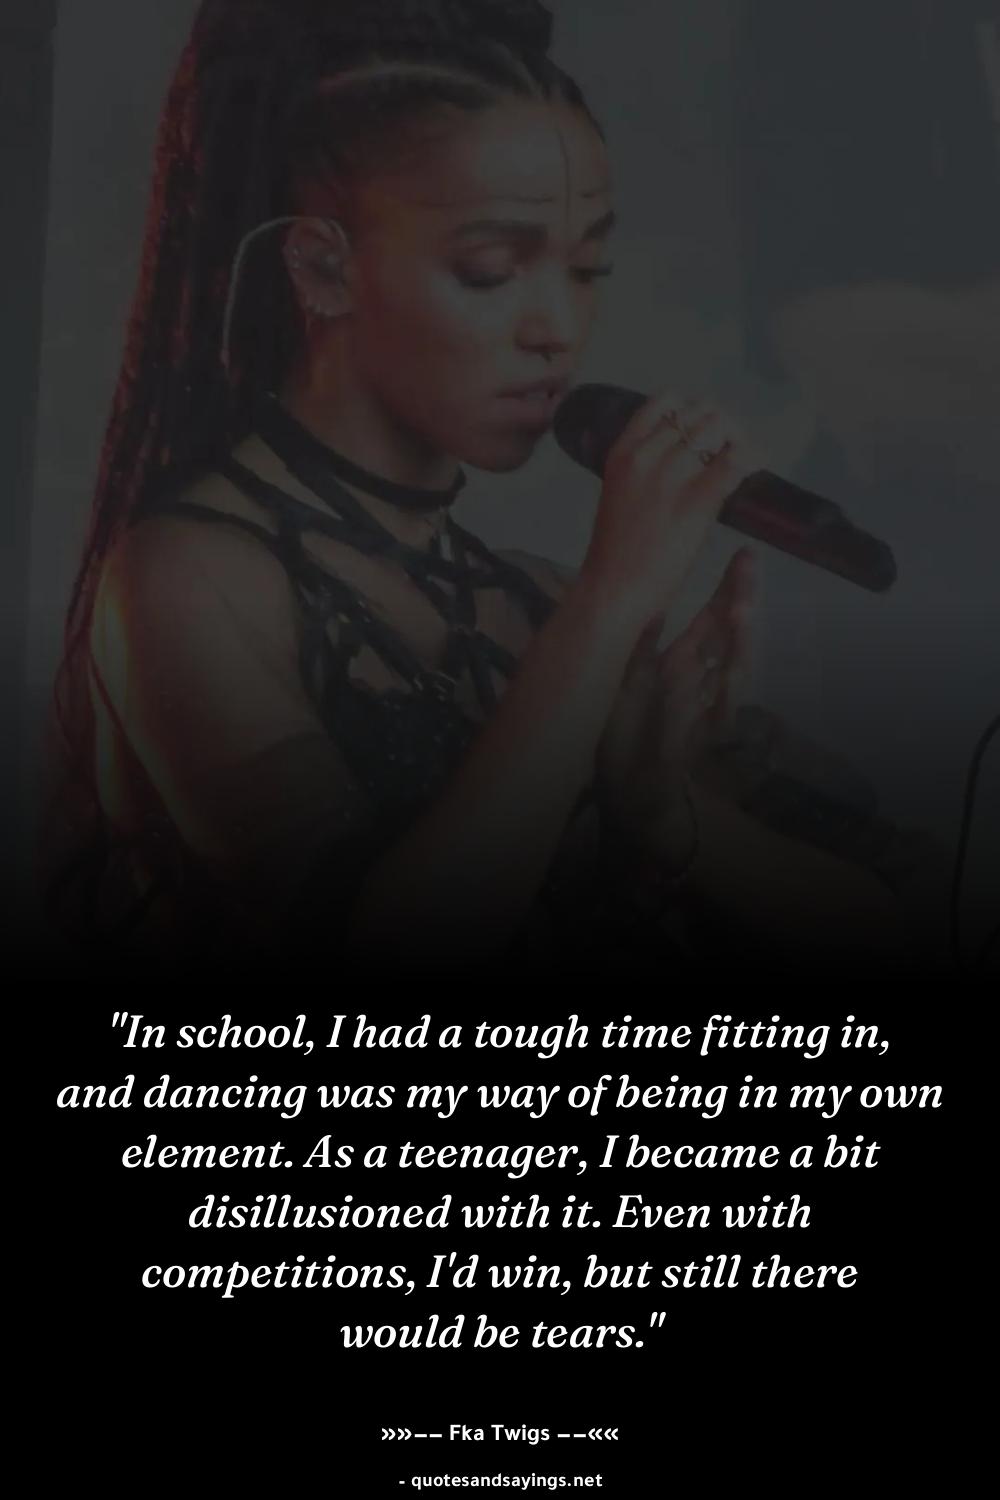 "In school, I had a tough time fitting in,
and dancing was my way of being in my own
element. As a teenager, I became a bit
disillusioned with it. Even with
competitions, I'd win, but still there
would be tears."
»»—— Fka Twigs ——««
- quotesandsayings.net